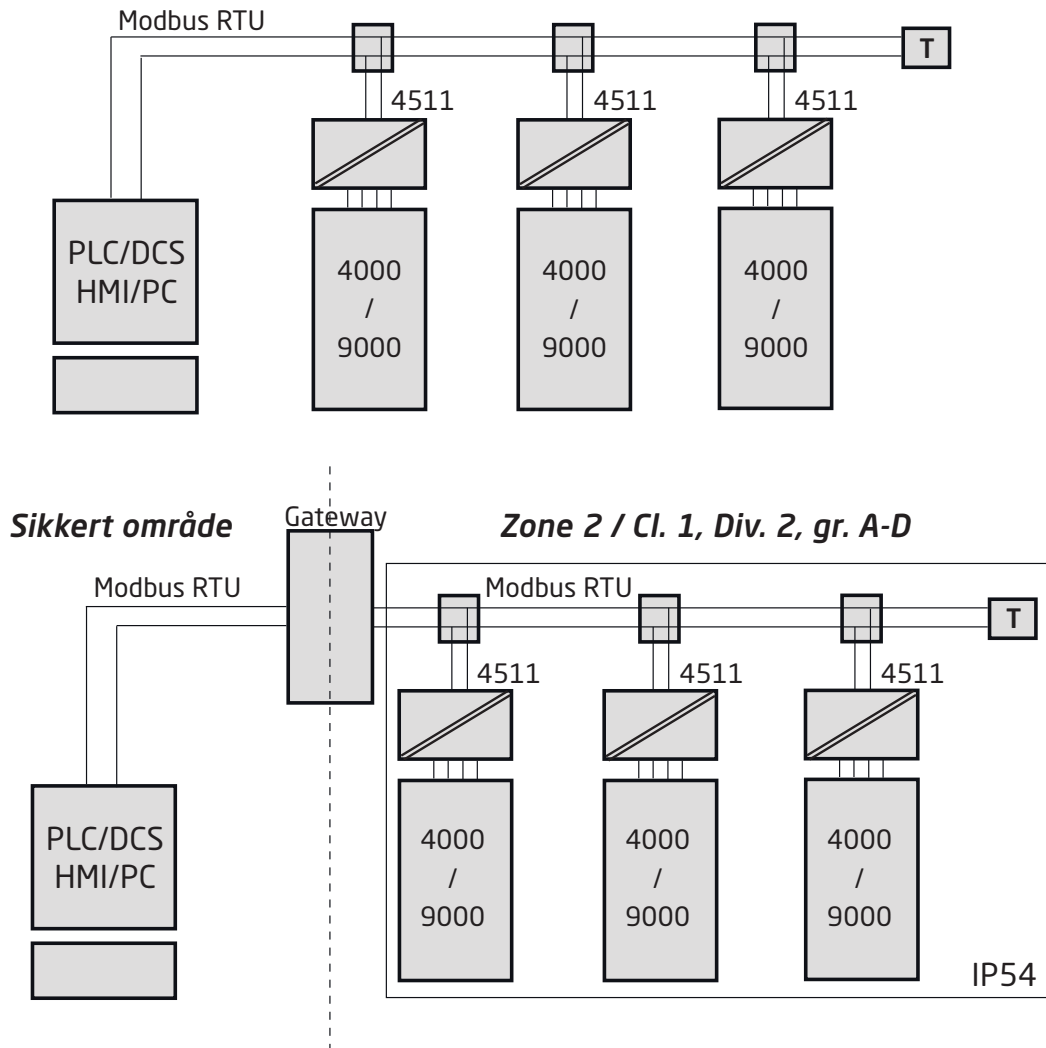 Modbus RTU
T
4511
4511
4511
PLC/DCS
HMI/PC
4000
/
9000
4000
/
9000
4000
/
9000
Sikkert område
Gateway
Zone 2 / Cl. 1, Div. 2, gr. A-D
Modbus RTU
Modbus RTU
T
4511
4511
4511
PLC/DCS
HMI/PC
4000
/
9000
4000
/
9000
4000
/
9000
IP54